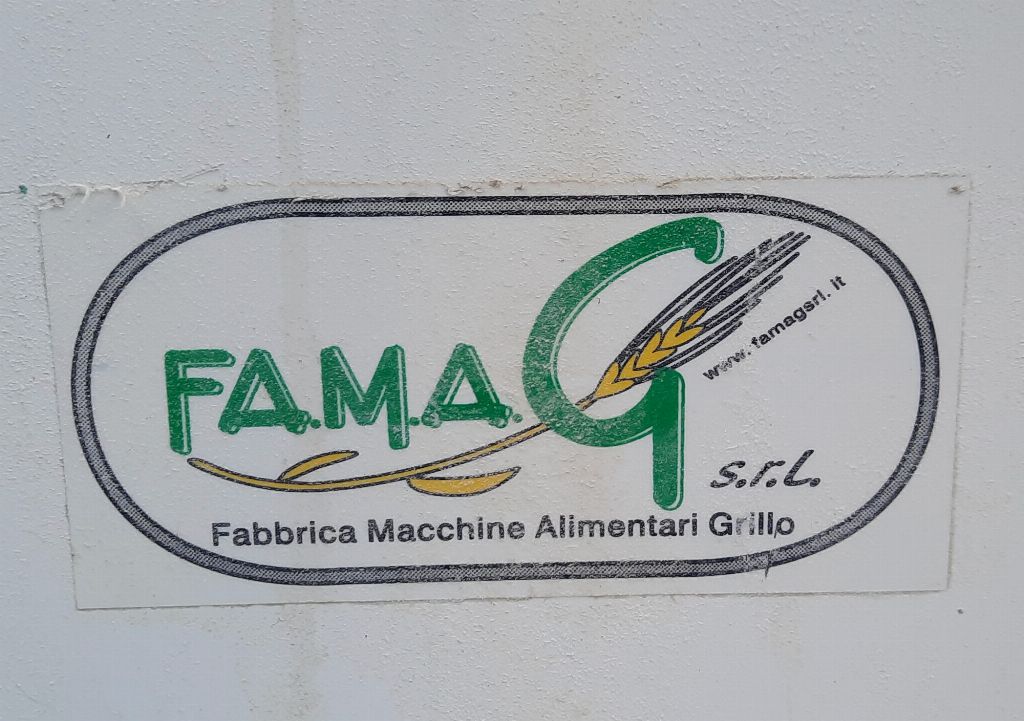 FA.M.A.G
www.famagsrl.it
s.r.l.
Fabbrica Macchine Alimentari Grillo